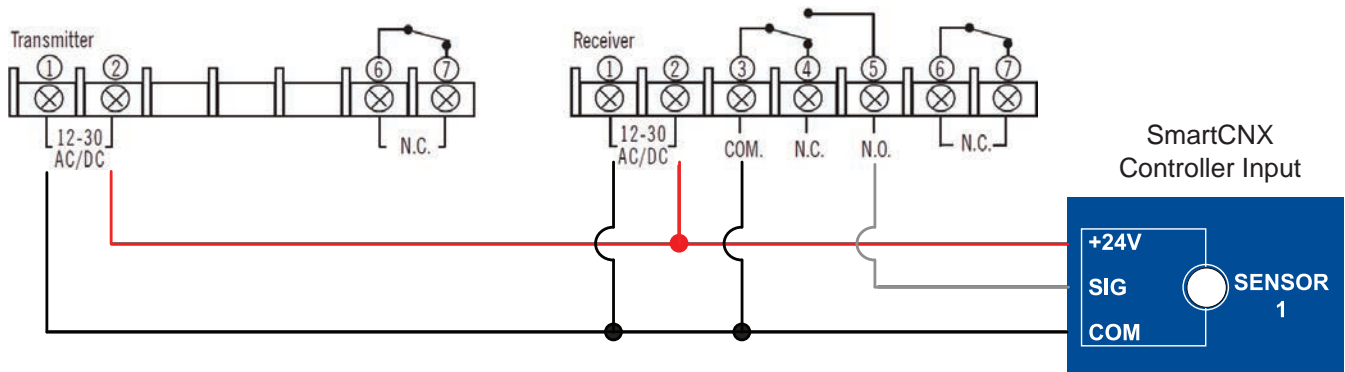 Transmitter
1 2 6 7
12-30
AC/DC
N.C.
Receiver
1 2 3 4 5 6 7
12-30
AC/DC
COM.
N.C.
N.O.
N.C.
SmartCNX
Controller Input
+24V
SIG
COM
SENSOR
1